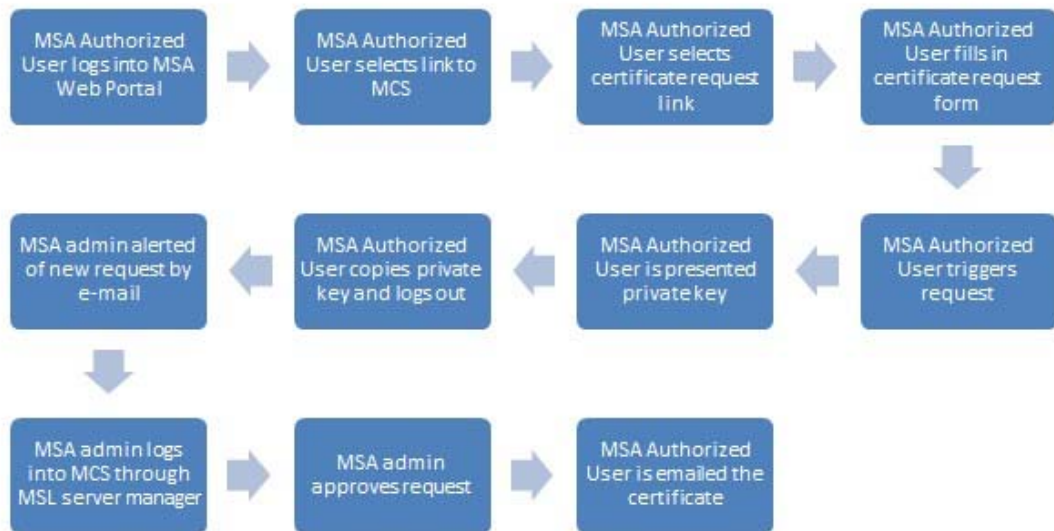 MSA Authorized
User logs into MSA
Web Portal
MSA Authorized
User selects link to
MCS
MSA Authorized
User selects
certificate request
link
MSA Authorized
User fills in
certificate request
form
MSA Authorized
User triggers
request
MSA Authorized
User is presented
private key
MSA Authorized
User copies private
key and logs out
MSA admin alerted
of new request by
e-mail
MSA admin logs
into MCS through
MSL server manager
MSA admin
approves request
MSA Authorized
User is emailed the
certificate